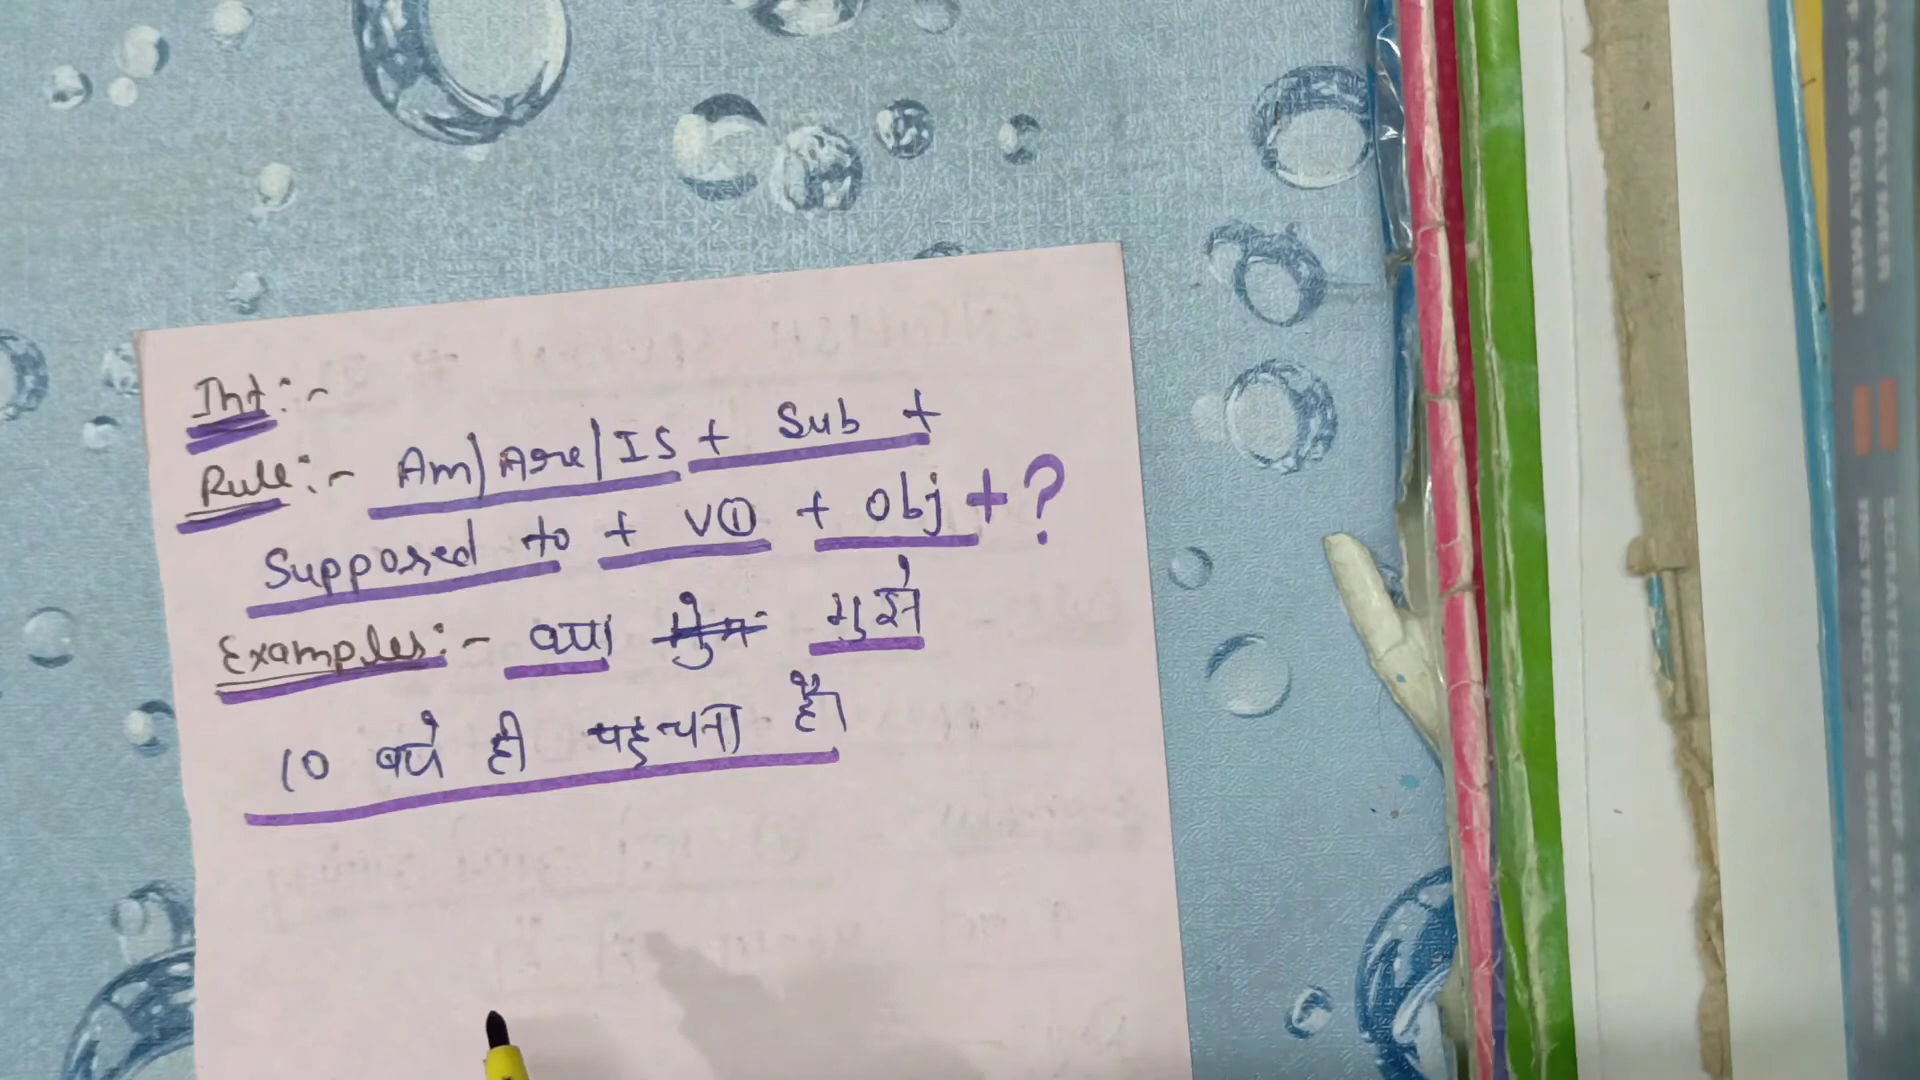 Int:-
Rule:- Am/Are/IS + Sub +
Supposed to + V① + Obj + ?
Examples:- क्या मुझे
10 बजे ही पहुचना है।